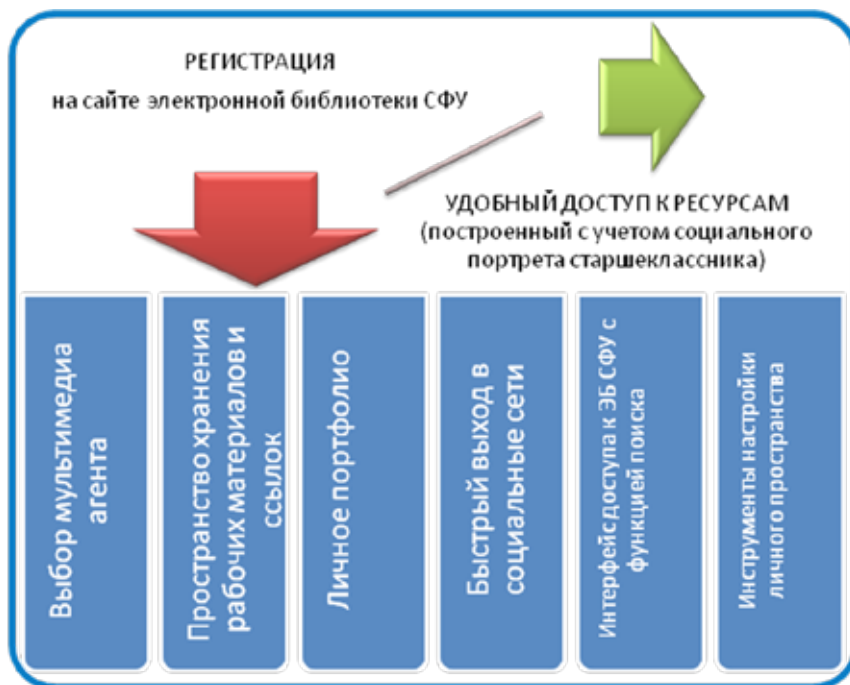 РЕГИСТРАЦИЯ
на сайте электронной библиотеки СФУ
УДОБНЫЙ ДОСТУП К РЕСУРСАМ
(построенный с учетом социального
портрета старшеклассника)
Выбор мультимедиа
агента
Пространство хранения
рабочих материалов и
ссылок
Личное портфолио
Быстрый выход в
социальные сети
Интерфейс доступа к ЭБ СФУ с
функцией поиска
Инструменты настройки
личного пространства